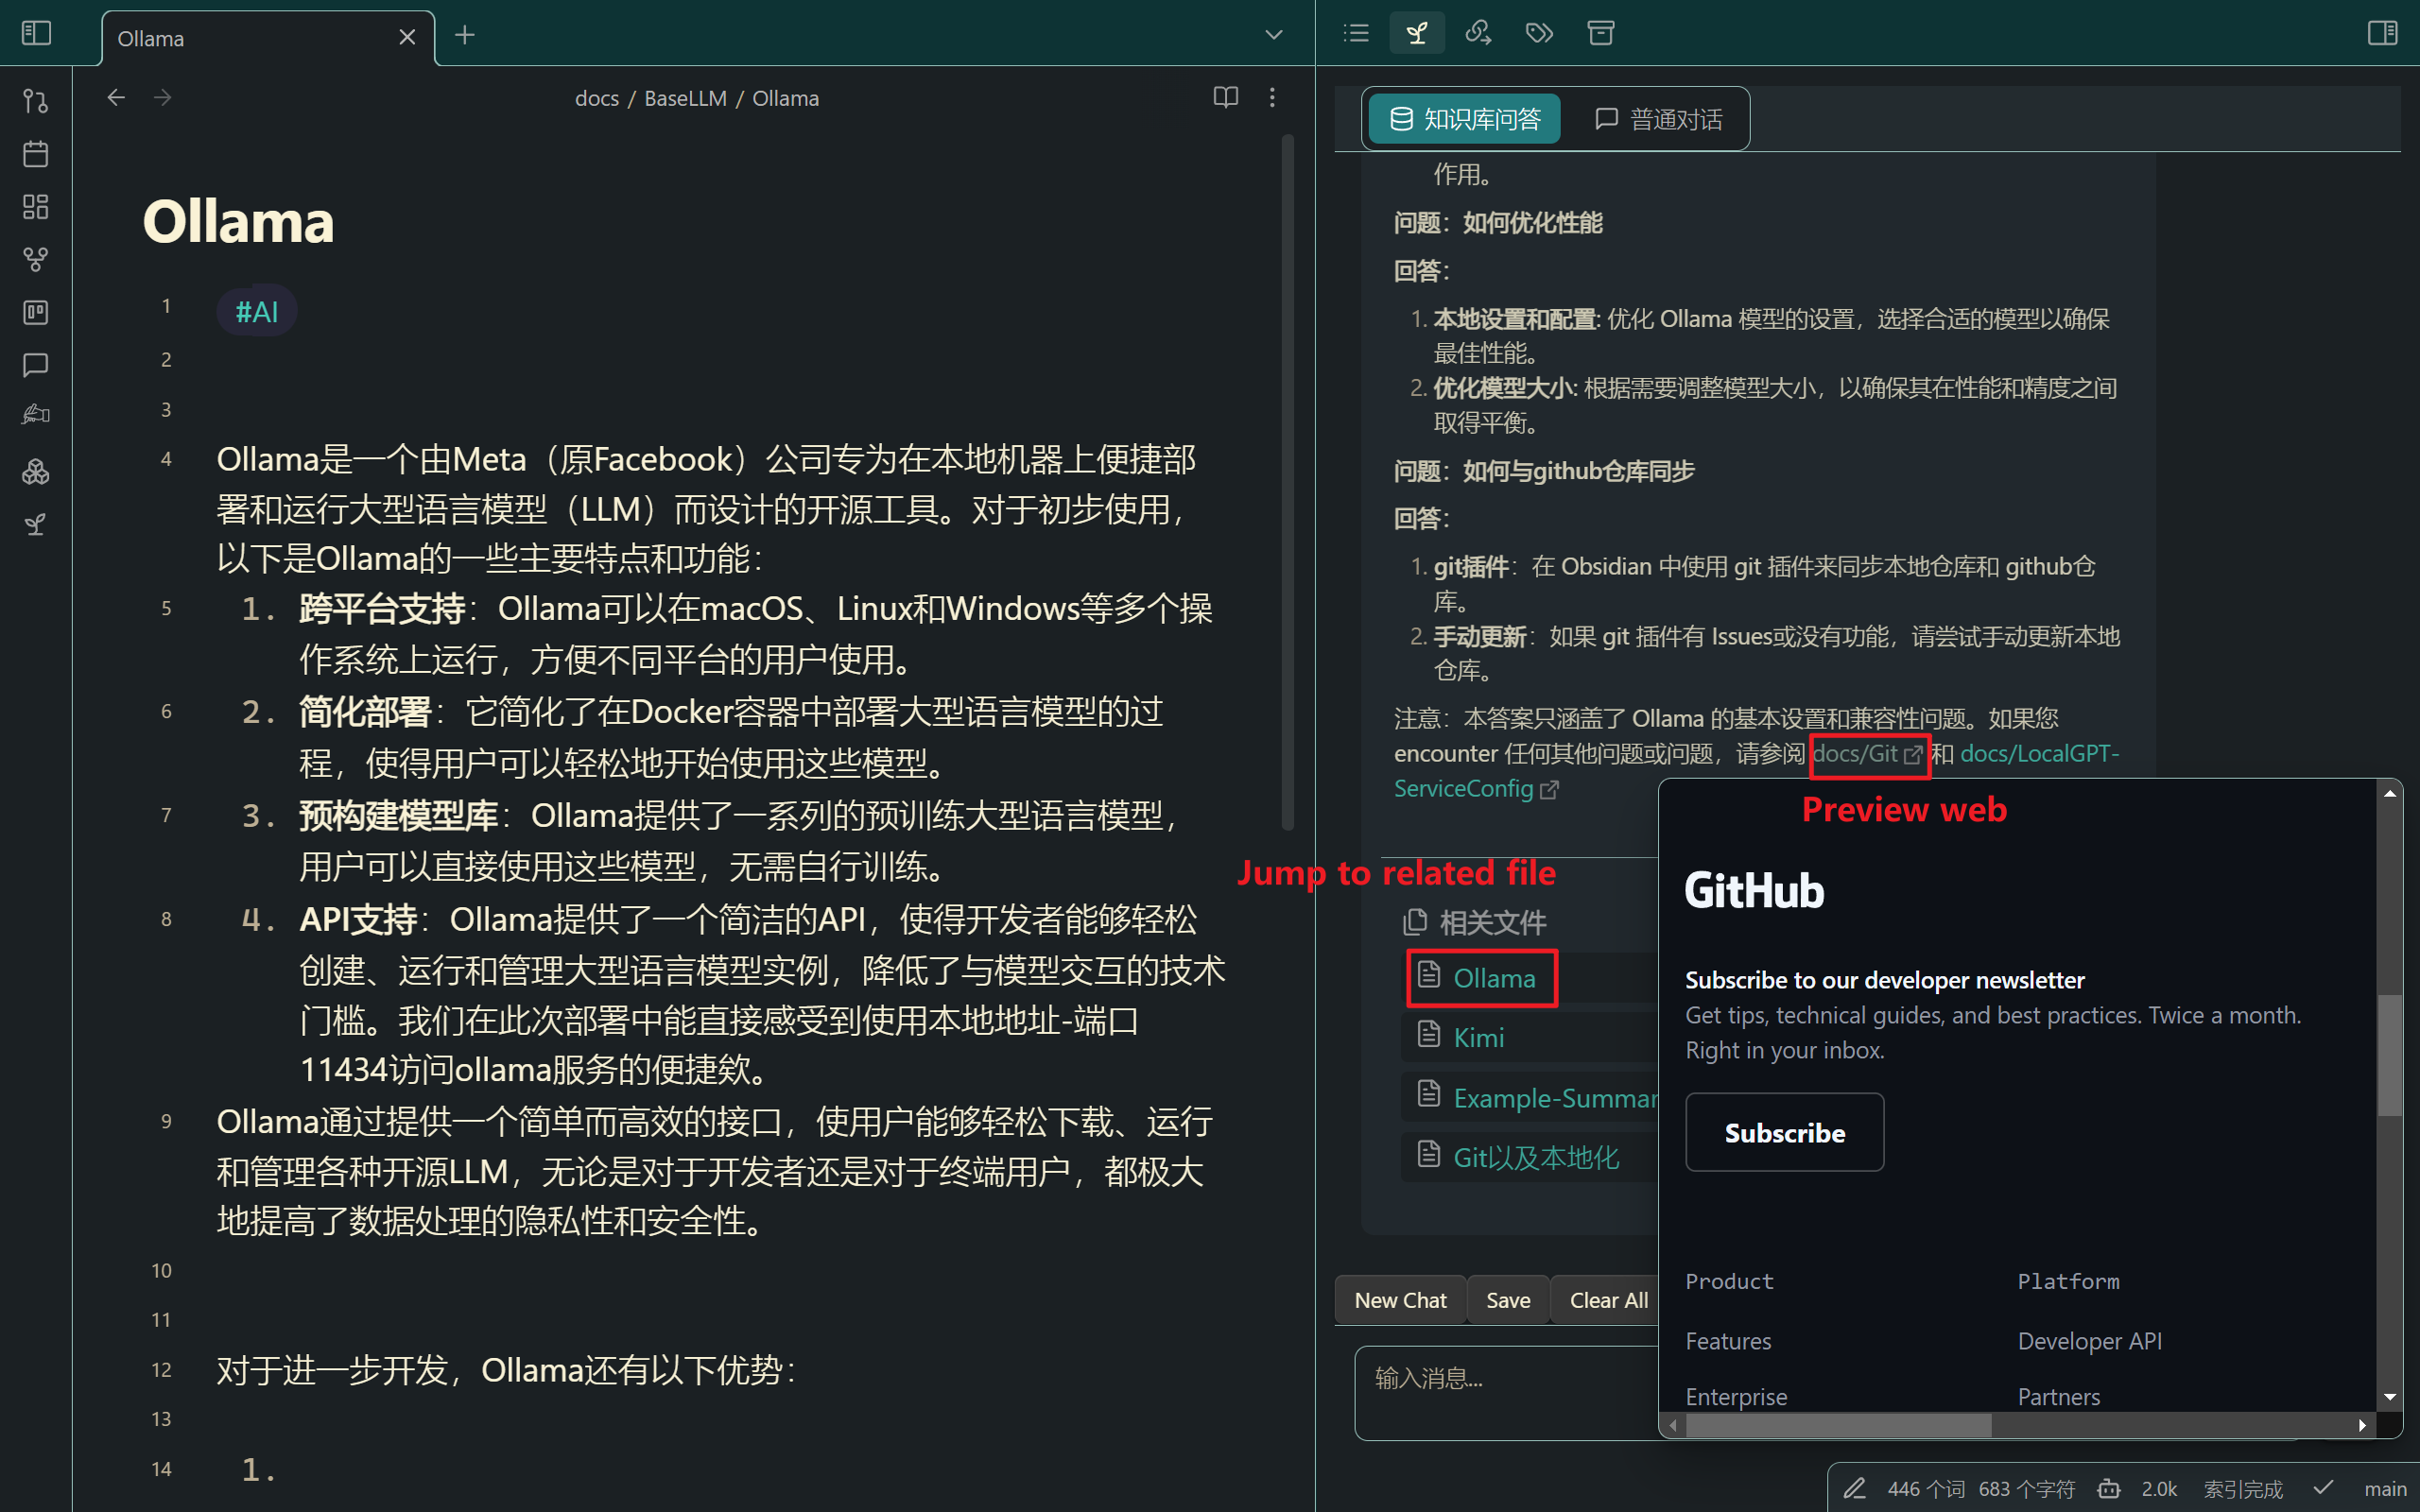 Ollama
docs / BaseLLM / Ollama
Ollama
1
#AI
2
3
4
Ollama是一个由Meta（原Facebook）公司专为在本地机器上便捷部
署和运行大型语言模型（LLM）而设计的开源工具。对于初步使用，
以下是Ollama的一些主要特点和功能：
5
1. 跨平台支持：Ollama可以在macOS、Linux和Windows等多个操
作系统上运行，方便不同平台的用户使用。
6
2. 简化部署：它简化了在Docker容器中部署大型语言模型的过
程，使得用户可以轻松地开始使用这些模型。
7
3. 预构建模型库：Ollama提供了一系列的预训练大型语言模型，
用户可以直接使用这些模型，无需自行训练。
8
4. API支持：Ollama提供了一个简洁的API，使得开发者能够轻松
创建、运行和管理大型语言模型实例，降低了与模型交互的技术
门槛。我们在此次部署中能直接感受到使用本地地址-端口
11434访问ollama服务的便捷欸。
9
Ollama通过提供一个简单而高效的接口，使用户能够轻松下载、运行
和管理各种开源LLM，无论是对于开发者还是对于终端用户，都极大
地提高了数据处理的隐私性和安全性。
10
11
12
对于进一步开发，Ollama还有以下优势：
13
14
1.
知识库问答
普通对话
作用。
问题：如何优化性能
回答：
1. 本地设置和配置: 优化 Ollama 模型的设置，选择合适的模型以确保
最佳性能。
2. 优化模型大小: 根据需要调整模型大小，以确保其在性能和精度之间
取得平衡。
问题：如何与github仓库同步
回答：
1. git插件：在 Obsidian 中使用 git 插件来同步本地仓库和 github仓
库。
2. 手动更新：如果 git 插件有 Issues或没有功能，请尝试手动更新本地
仓库。
注意：本答案只涵盖了 Ollama 的基本设置和兼容性问题。如果您
encounter 任何其他问题或问题，请参阅 docs/Git 和 docs/LocalGPT-
ServiceConfig
Preview web
Jump to related file
相关文件
Ollama
Kimi
Example-Summar
Git以及本地化
GitHub
Subscribe to our developer newsletter
Get tips, technical guides, and best practices. Twice a month.
Right in your inbox.
Subscribe
Product
Platform
Features
Developer API
Enterprise
Partners
New Chat
Save
Clear All
输入消息...
446 个词 683 个字符 2.0k 索引完成 main